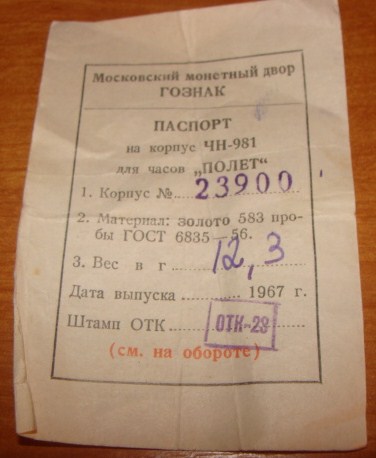 Московский монетный двор
ГОЗНАК
ПАСПОРТ
на корпус ЧН-981
для часов „ПОЛЕТ“
1. Корпус № 23900
2. Материал: золото 583 про-
бы ГОСТ 6835—56.
3. Вес в г 12,3
Дата выпуска 1967 г.
Штамп ОТК ОТК-28
(см. на обороте)